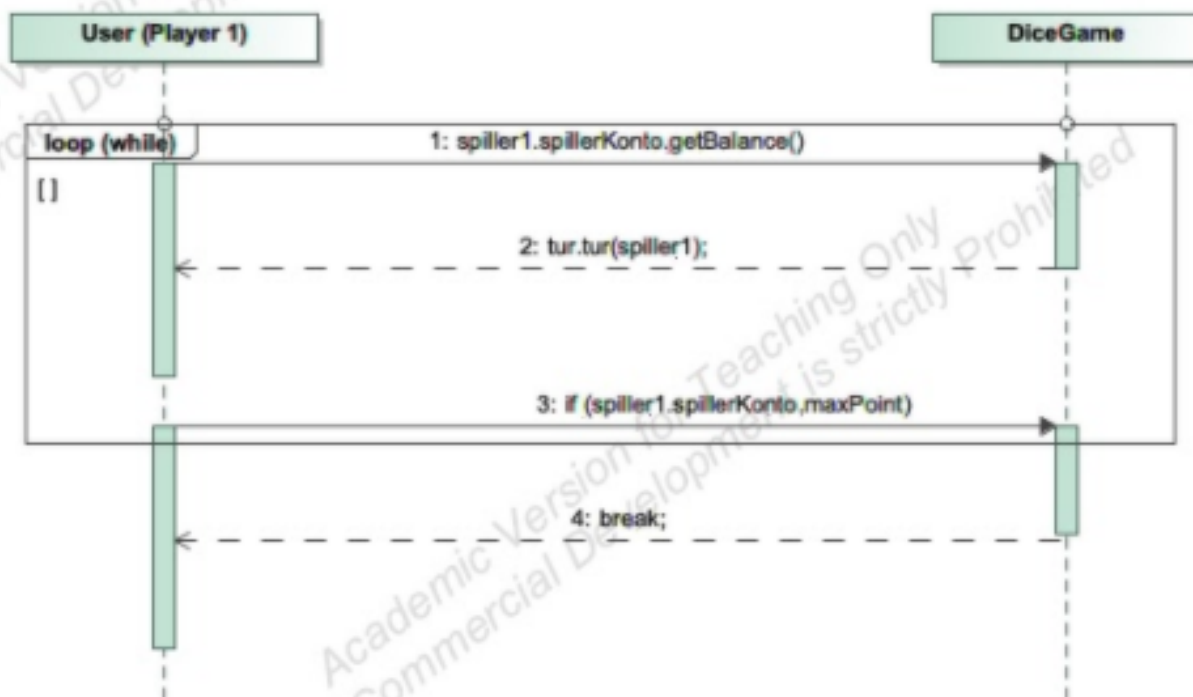 User (Player 1)
DiceGame
loop (while)
1: spiller1.spillerKonto.getBalance()
[ ]
2: tur.tur(spiller1);
3: if (spiller1.spillerKonto,maxPoint)
4: break;
Academic Version for Teaching Only
Commercial Development is strictly Prohibited